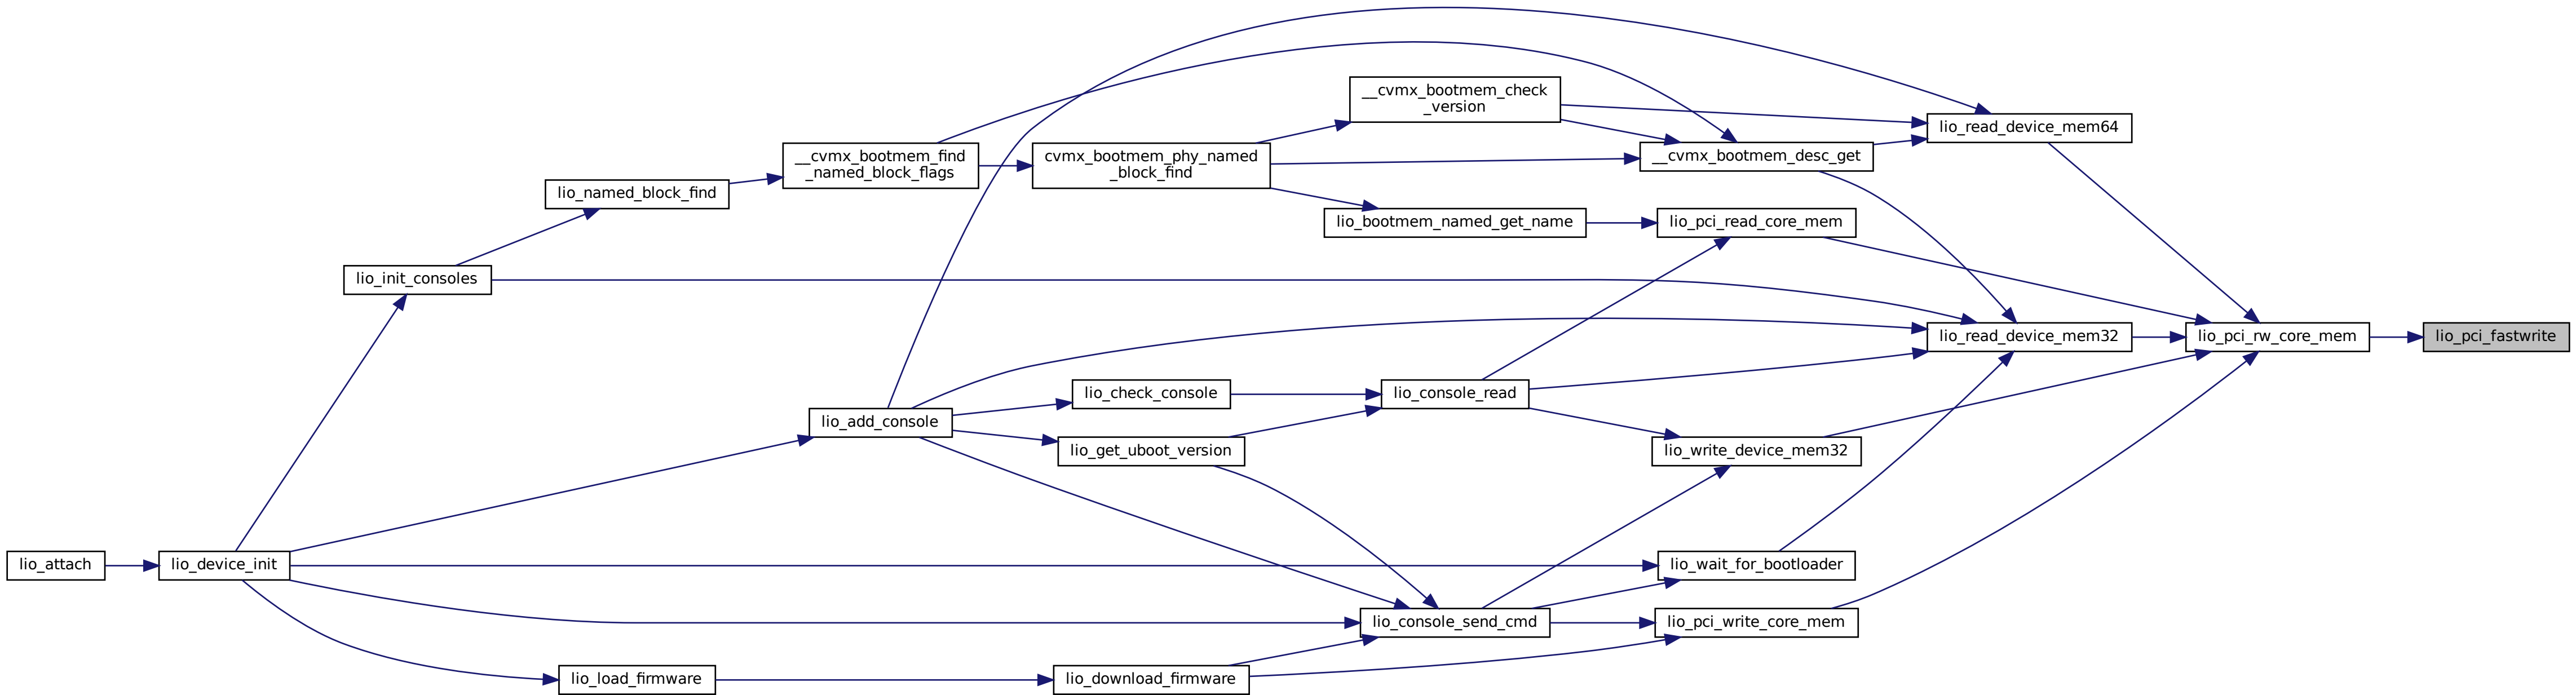 __cvmx_bootmem_check
_version
lio_read_device_mem64
__cvmx_bootmem_find
_named_block_flags
cvmx_bootmem_phy_named
_block_find
__cvmx_bootmem_desc_get
lio_named_block_find
lio_bootmem_named_get_name
lio_pci_read_core_mem
lio_init_consoles
lio_read_device_mem32
lio_pci_rw_core_mem
lio_pci_fastwrite
lio_check_console
lio_console_read
lio_add_console
lio_get_uboot_version
lio_write_device_mem32
lio_attach
lio_device_init
lio_wait_for_bootloader
lio_console_send_cmd
lio_pci_write_core_mem
lio_load_firmware
lio_download_firmware